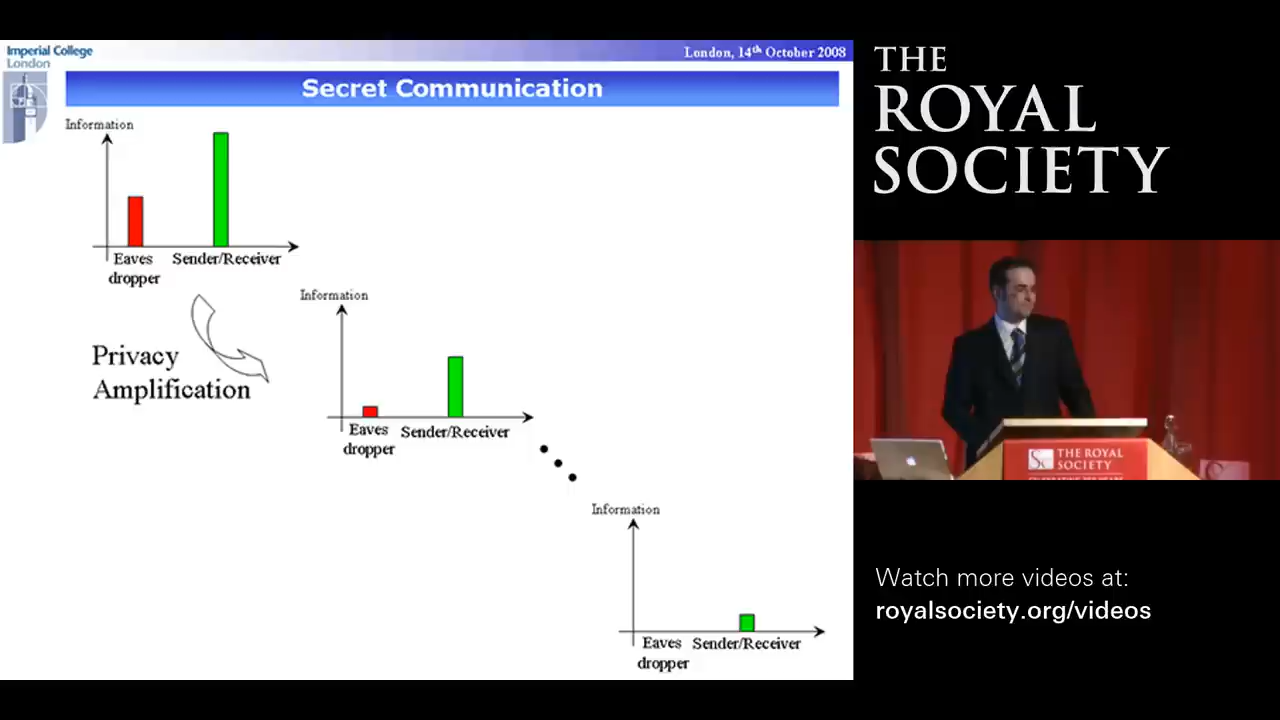 Imperial College
London
London, 14th October 2008
Secret Communication
Information
Eaves
dropper
Sender/Receiver
Privacy
Amplification
Information
Eaves
dropper
Sender/Receiver
Information
Eaves
dropper
Sender/Receiver
THE
ROYAL
SOCIETY
THE ROYAL
SOCIETY
Watch more videos at:
royalsociety.org/videos